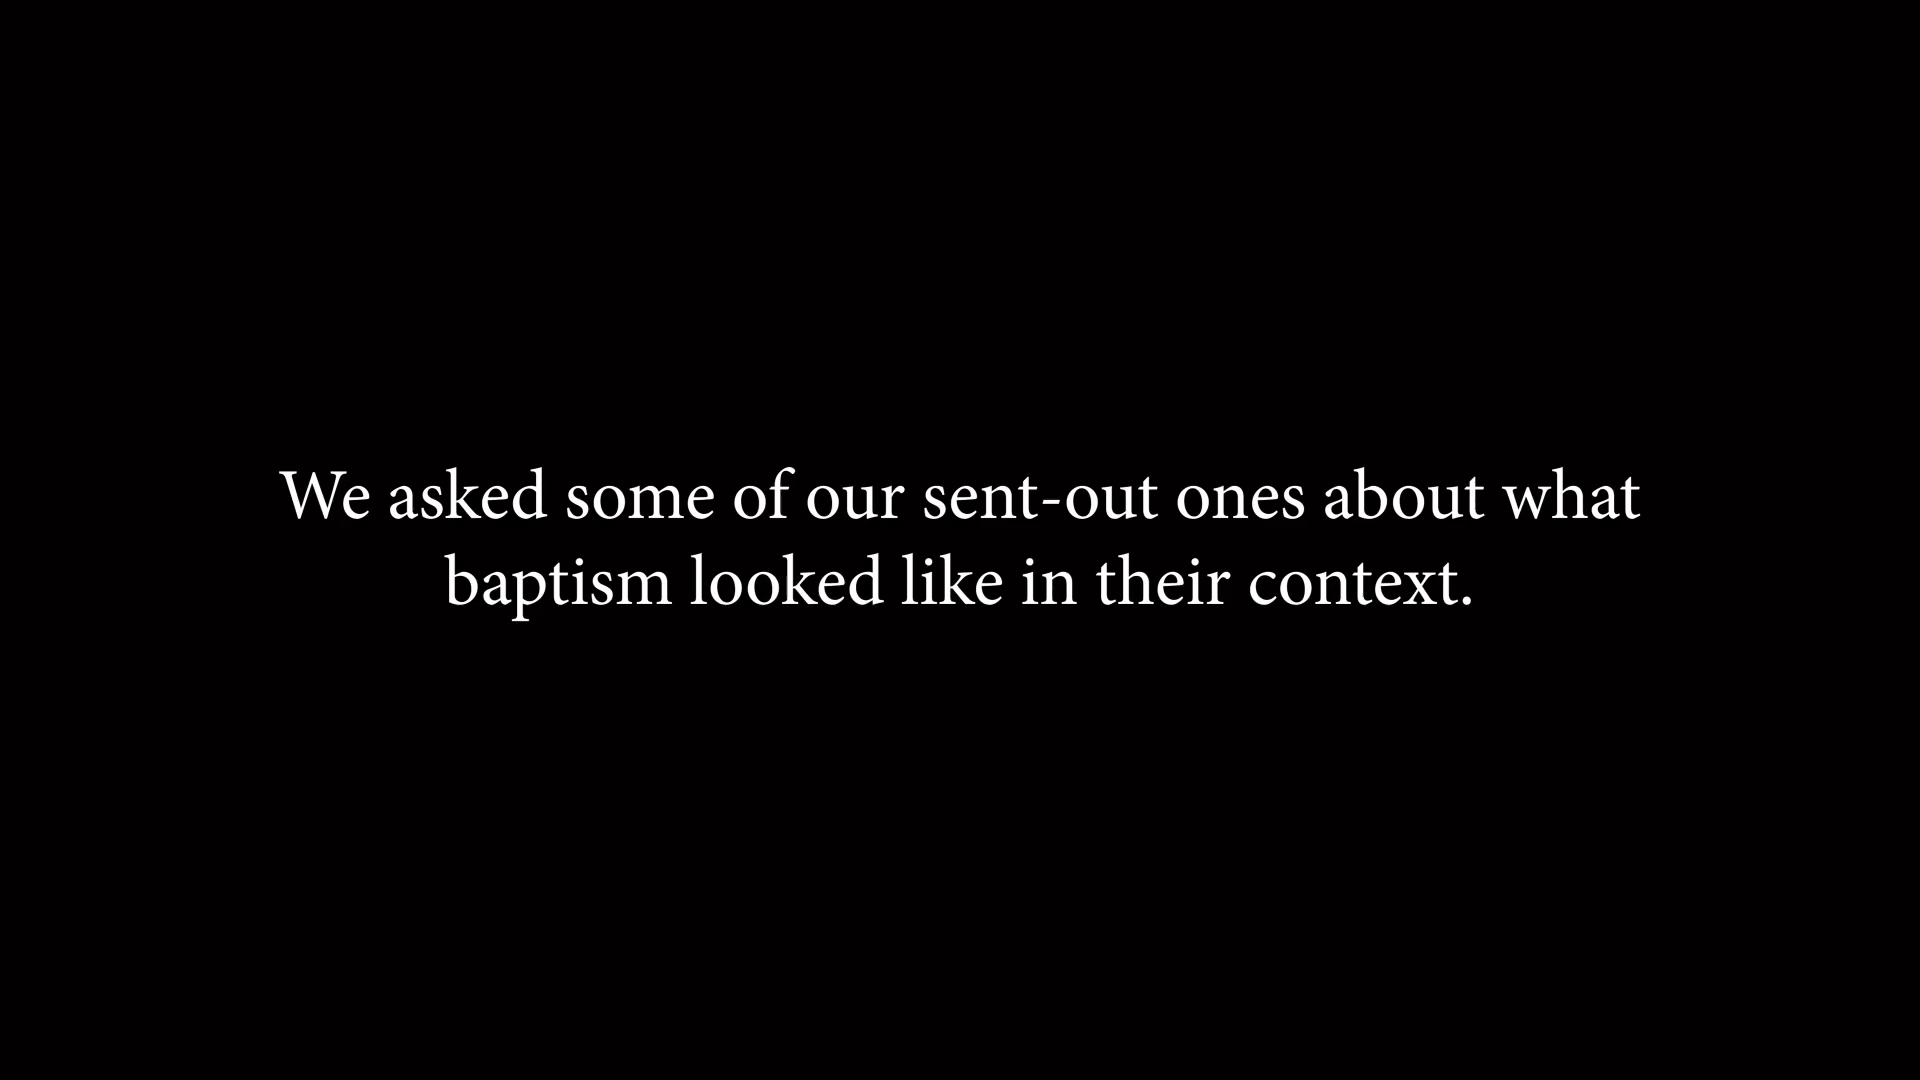 We asked some of our sent-out ones about what
baptism looked like in their context.